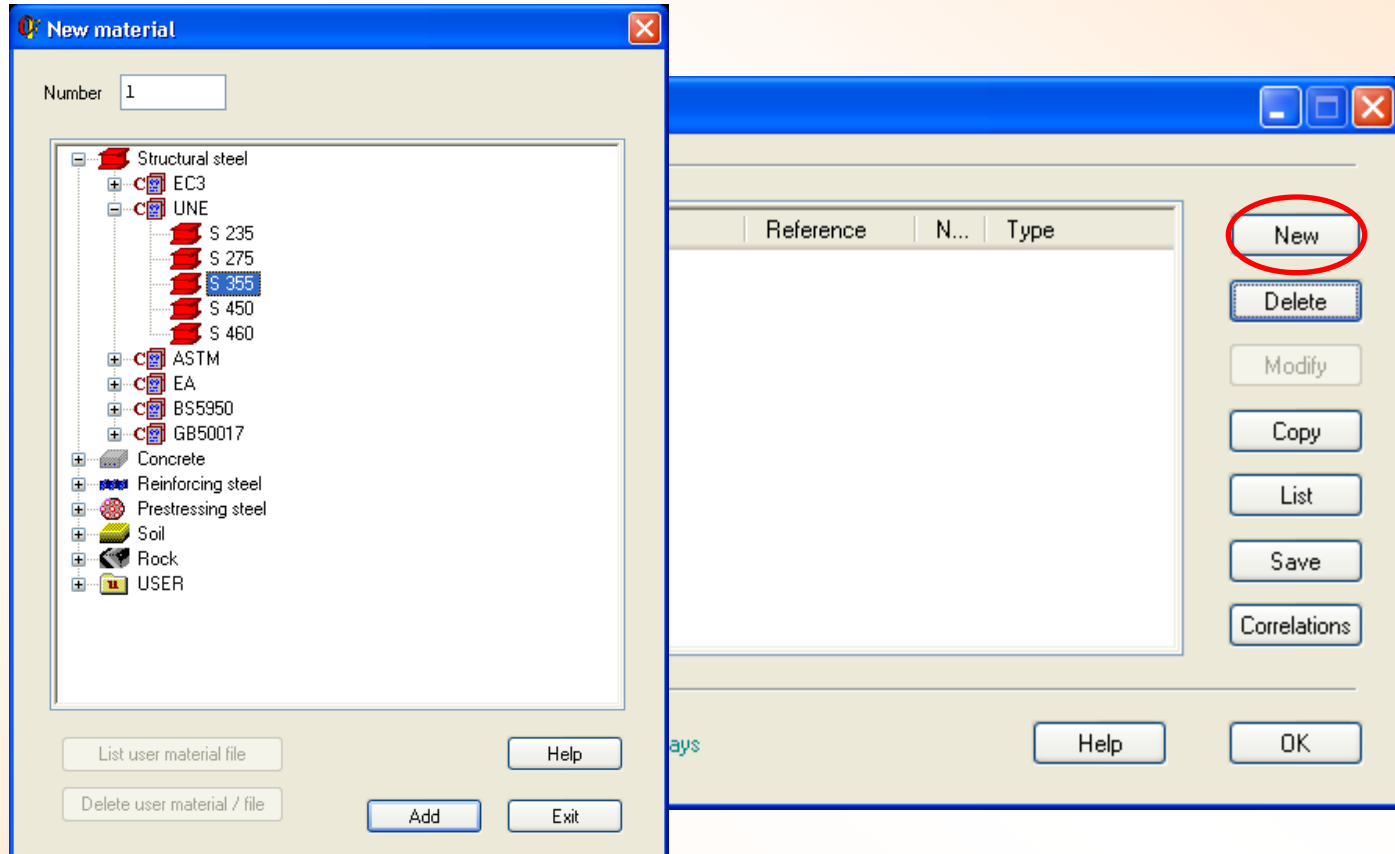 New material
Number 1
Structural steel
EC3
UNE
S 235
S 275
S 355
S 450
S 460
ASTM
EA
BS5950
GB50017
Concrete
Reinforcing steel
Prestressing steel
Soil
Rock
USER
List user material file
Help
Delete user material / file
Add
Exit
Reference N... Type
New
Delete
Modify
Copy
List
Save
Correlations
ays
Help
OK